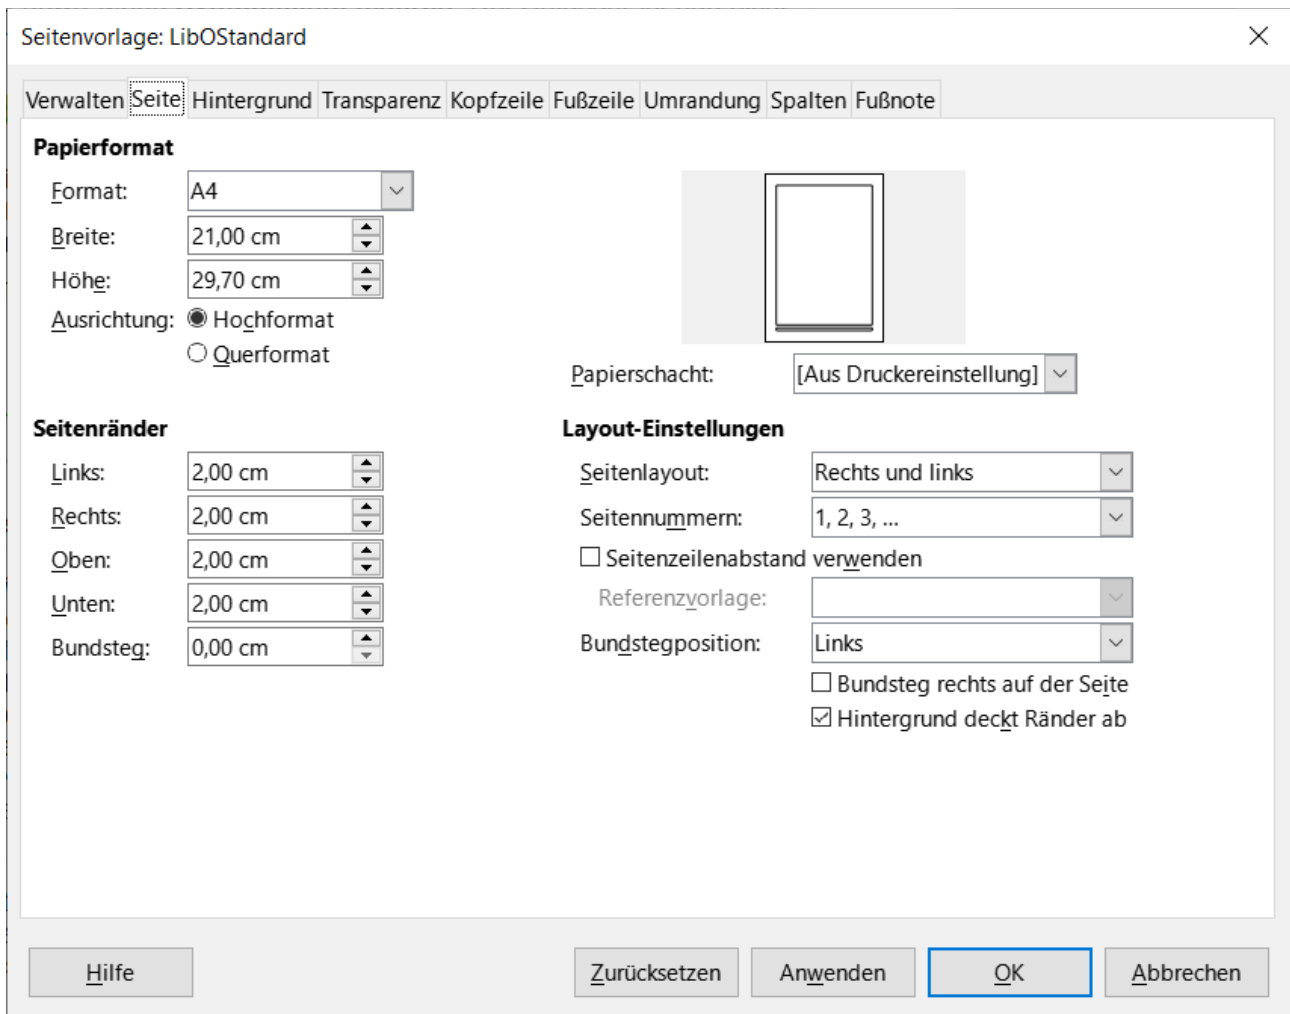 Seitenvorlage: LibOStandard
Verwalten Seite Hintergrund Transparenz Kopfzeile Fußzeile Umrandung Spalten Fußnote
Papierformat
Format: A4
Breite: 21,00 cm
Höhe: 29,70 cm
Ausrichtung: Hochformat
Querformat
Papierschacht: [Aus Druckereinstellung]
Seitenränder
Links: 2,00 cm
Rechts: 2,00 cm
Oben: 2,00 cm
Unten: 2,00 cm
Bundsteg: 0,00 cm
Layout-Einstellungen
Seitenlayout: Rechts und links
Seitennummern: 1, 2, 3, ...
Seitenzeilenabstand verwenden
Referenzvorlage:
Bundstegposition: Links
Bundsteg rechts auf der Seite
Hintergrund deckt Ränder ab
Hilfe Zurücksetzen Anwenden OK Abbrechen